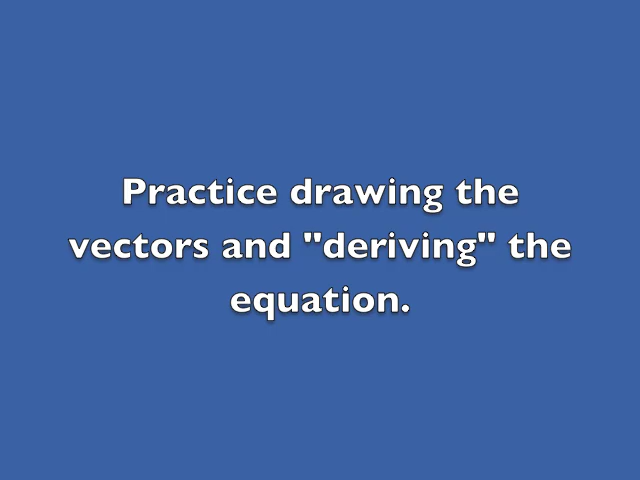 Practice drawing the
vectors and "deriving" the
equation.